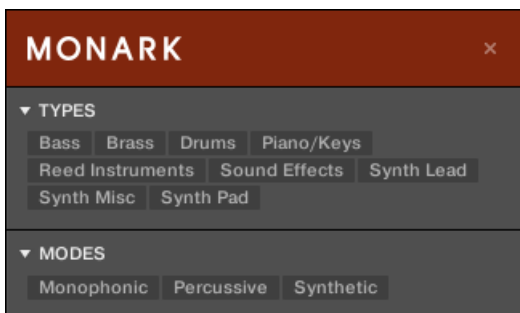 MONARK ×
▼ TYPES
Bass Brass Drums Piano/Keys
Reed Instruments Sound Effects Synth Lead
Synth Misc Synth Pad
▼ MODES
Monophonic Percussive Synthetic